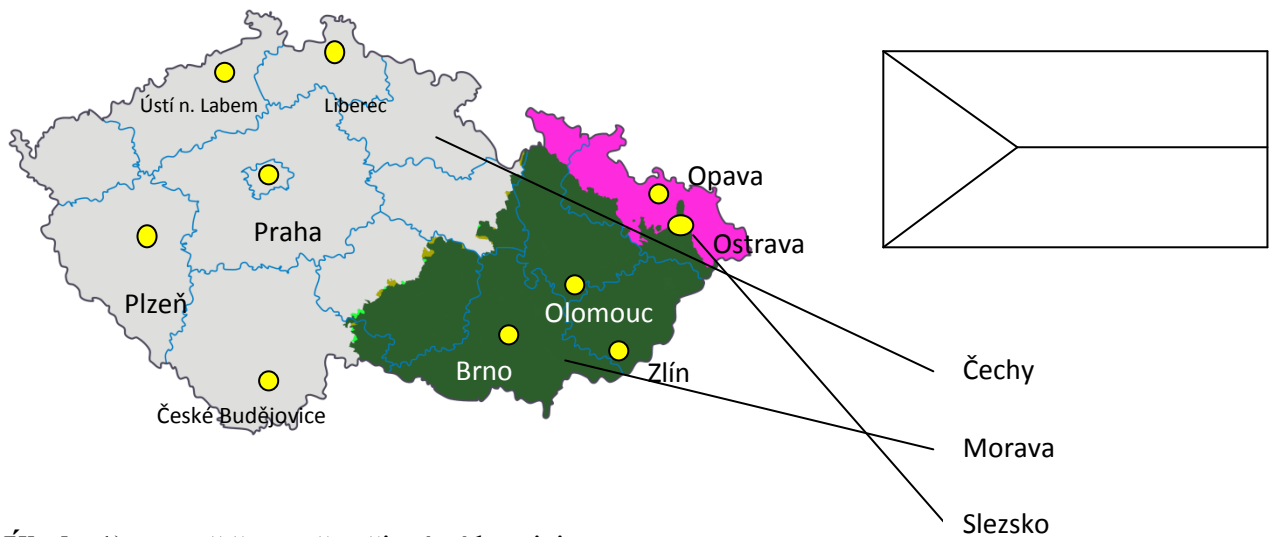 Ústí n. Labem
Liberec
Opava
Praha
Ostrava
Plzeň
Olomouc
Brno
Zlín
Čechy
České Budějovice
Morava
Slezsko